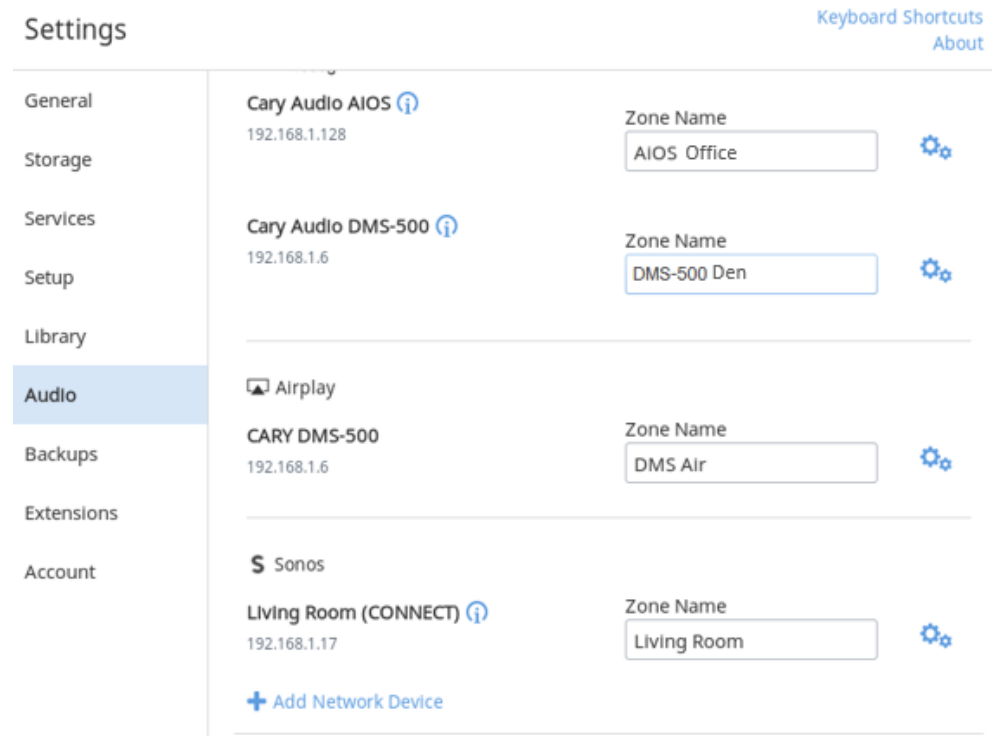 Settings
Keyboard Shortcuts
About
General
Storage
Services
Setup
Library
Audio
Backups
Extensions
Account
Cary Audio AIOS
192.168.1.128
Zone Name
AIOS Office
Cary Audio DMS-500
192.168.1.6
Zone Name
DMS-500 Den
Airplay
CARY DMS-500
192.168.1.6
Zone Name
DMS Air
S Sonos
Living Room (CONNECT)
192.168.1.17
Zone Name
Living Room
Add Network Device